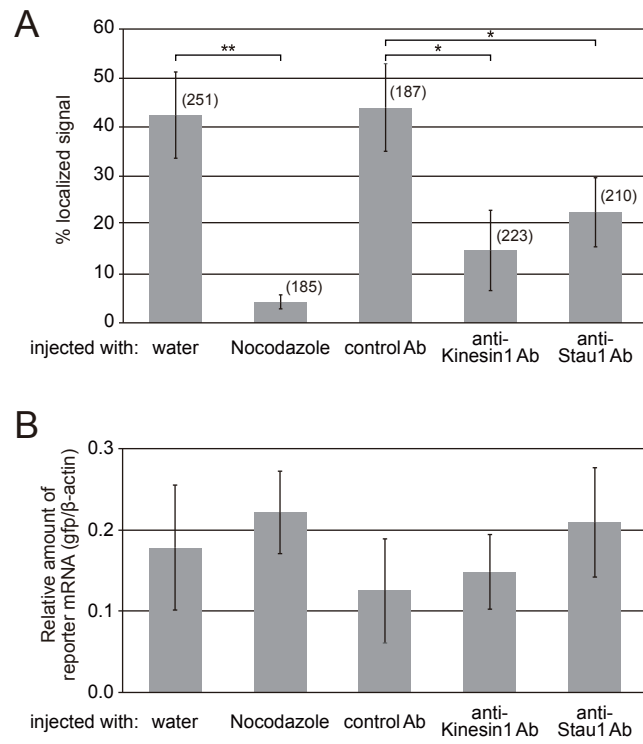 A
% localized signal
60
50
40
30
20
10
0
**
*
*
(251)
(185)
(187)
(223)
(210)
injected with: water Nocodazole control Ab anti-Kinesin1 Ab anti-Stau1 Ab
B
Relative amount of
reporter mRNA (gfp/β-actin)
0.3
0.2
0.1
0.0
injected with: water Nocodazole control Ab anti-Kinesin1 Ab anti-Stau1 Ab